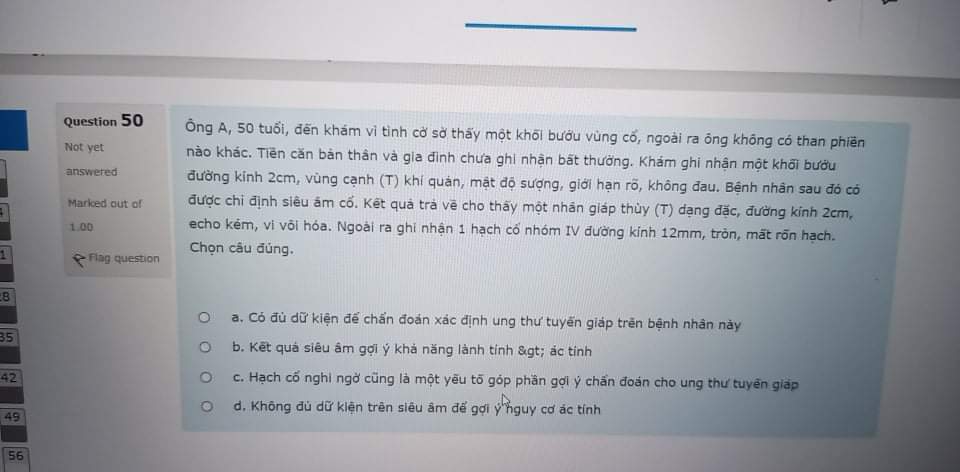 Question 50
Not yet
answered
Marked out of
1.00
Flag question
Ông A, 50 tuổi, đến khám vì tình cờ sờ thấy một khối bướu vùng cổ, ngoài ra ông không có than phiền
nào khác. Tiền căn bản thân và gia đình chưa ghi nhận bất thường. Khám ghi nhận một khối bướu
đường kính 2cm, vùng cạnh (T) khí quản, mật độ sượng, giới hạn rõ, không đau. Bệnh nhân sau đó có
được chỉ định siêu âm cổ. Kết quả trả về cho thấy một nhân giáp thùy (T) dạng đặc, đường kính 2cm,
echo kém, vi vôi hóa. Ngoài ra ghi nhận 1 hạch cổ nhóm IV đường kính 12mm, tròn, mất rốn hạch.
Chọn câu đúng.
a. Có đủ dữ kiện để chẩn đoán xác định ung thư tuyến giáp trên bệnh nhân này
b. Kết quả siêu âm gợi ý khả năng lành tính &gt; ác tính
c. Hạch cổ nghi ngờ cũng là một yếu tố góp phần gợi ý chẩn đoán cho ung thư tuyến giáp
d. Không đủ dữ kiện trên siêu âm để gợi ý nguy cơ ác tính
35
42
49
56